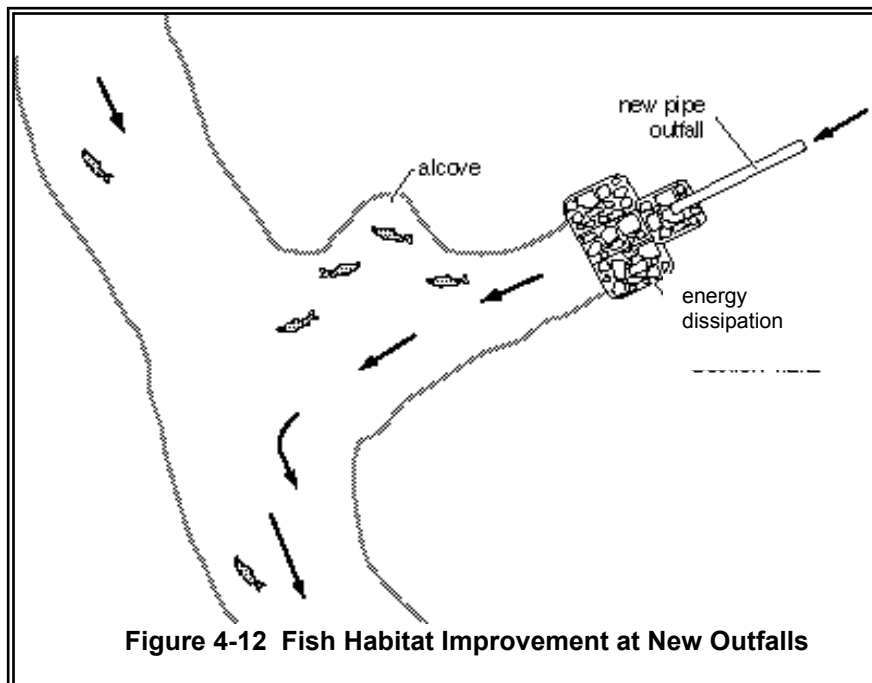 new pipe
outfall
alcove
energy
dissipation
Figure 4-12 Fish Habitat Improvement at New Outfalls